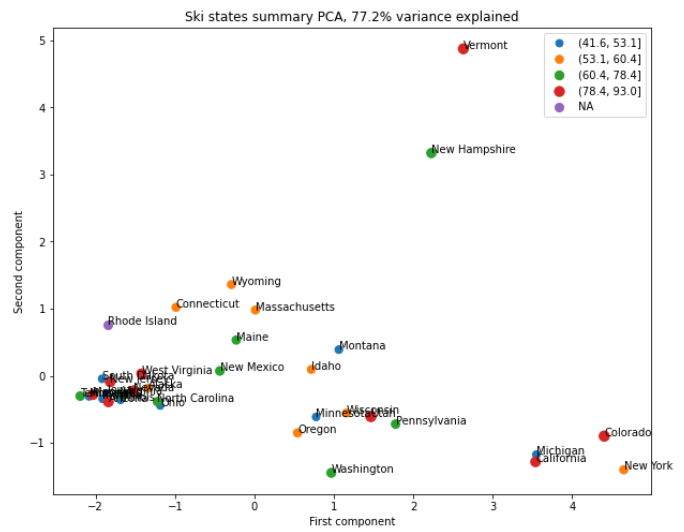 Ski states summary PCA, 77.2% variance explained
5
4
3
2
1
0
−1
Second component
Vermont
(41.6, 53.1]
(53.1, 60.4]
(60.4, 78.4]
(78.4, 93.0]
NA
New Hampshire
Wyoming
Connecticut
Massachusetts
Rhode Island
Maine
Montana
New Mexico
Idaho
West Virginia
South Dakota
New Jersey
North Carolina
Ohio
Minnesota
Wisconsin
Pennsylvania
Oregon
Washington
Colorado
Michigan
California
New York
−2
−1
0
1
2
3
4
First component